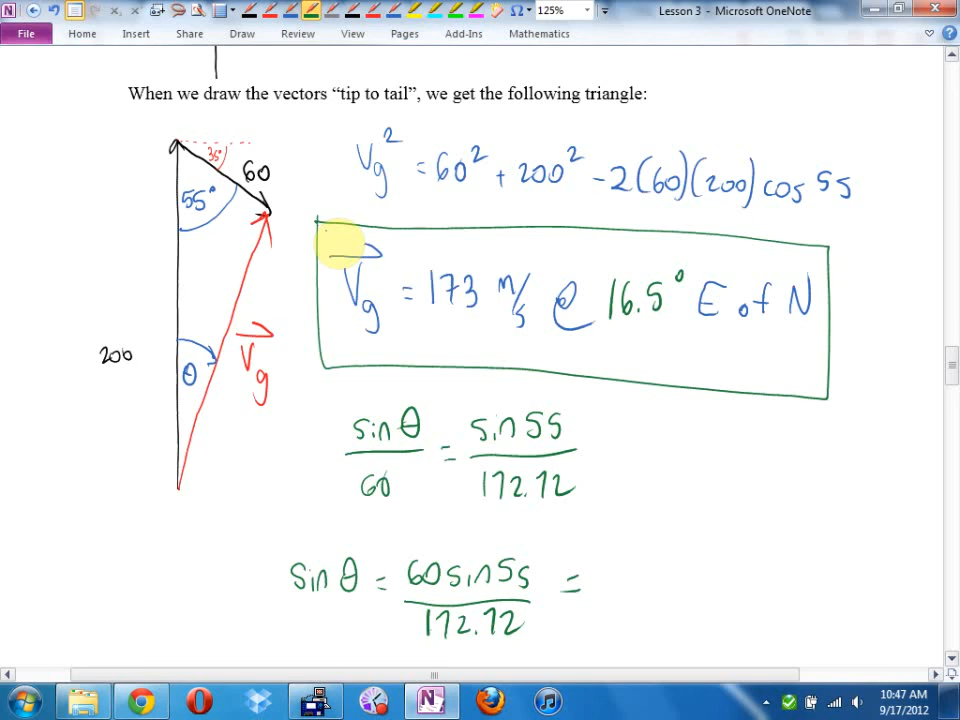 125%
Lesson 3 - Microsoft OneNote
File Home Insert Share Draw Review View Pages Add-Ins Mathematics
When we draw the vectors “tip to tail”, we get the following triangle:
35°
60
55°
Vg² = 60² + 200² - 2(60)(200) cos 55
Vg = 173 m/s @ 16.5° E of N
200
θ
Vg
sin θ / 60 = sin 55 / 172.72
sin θ = 60 sin 55 / 172.72 =
10:47 AM
9/17/2012